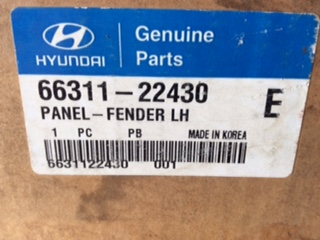 HYUNDAI
Genuine
Parts
66311-22430
PANEL-FENDER LH
E
1 PC PB MADE IN KOREA
6631122430 001